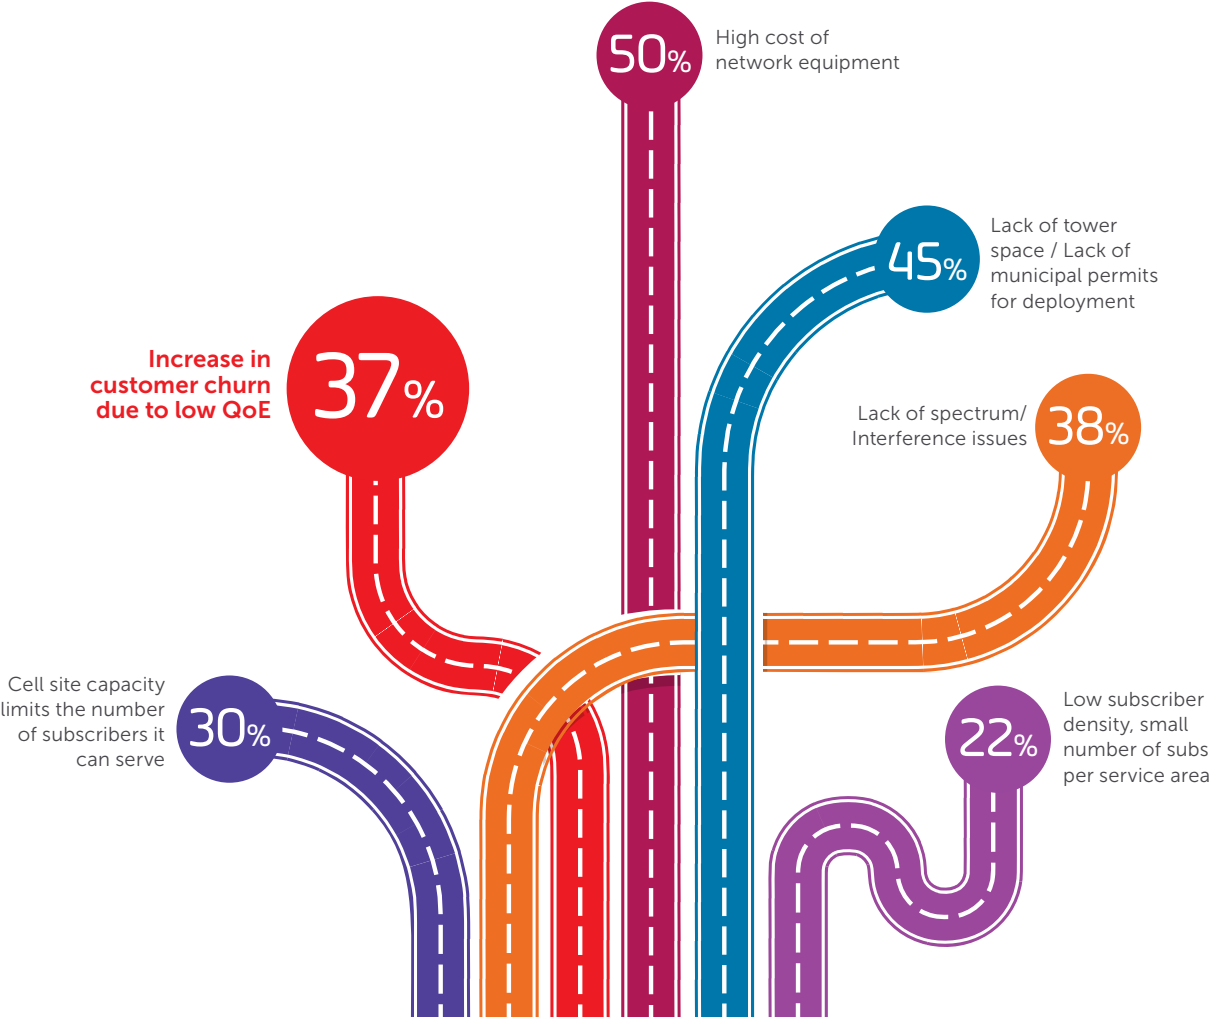 50%
High cost of
network equipment
45%
Lack of tower
space / Lack of
municipal permits
for deployment
Increase in
customer churn
due to low QoE
37%
Lack of spectrum/
Interference issues
38%
Cell site capacity
limits the number
of subscribers it
can serve
30%
22%
Low subscriber
density, small
number of subs
per service area